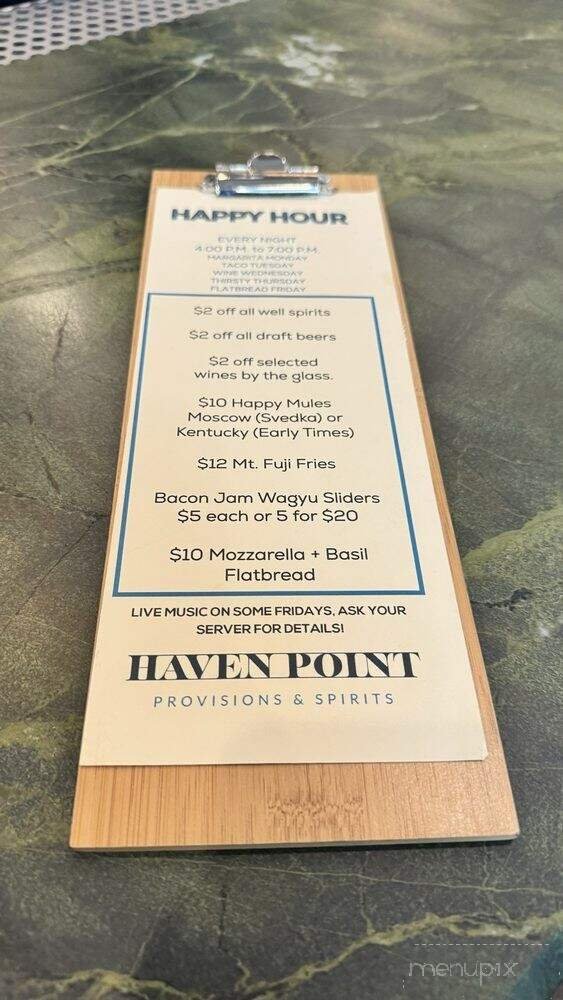 HAPPY HOUR
EVERY NIGHT
4:00 P.M. to 7:00 P.M.
MARGARITA MONDAY
TACO TUESDAY
WINE WEDNESDAY
THIRSTY THURSDAY
FLATBREAD FRIDAY
$2 off all well spirits
$2 off all draft beers
$2 off selected
wines by the glass.
$10 Happy Mules
Moscow (Svedka) or
Kentucky (Early Times)
$12 Mt. Fuji Fries
Bacon Jam Wagyu Sliders
$5 each or 5 for $20
$10 Mozzarella + Basil
Flatbread
LIVE MUSIC ON SOME FRIDAYS, ASK YOUR
SERVER FOR DETAILS!
HAVEN POINT
PROVISIONS & SPIRITS
menupix